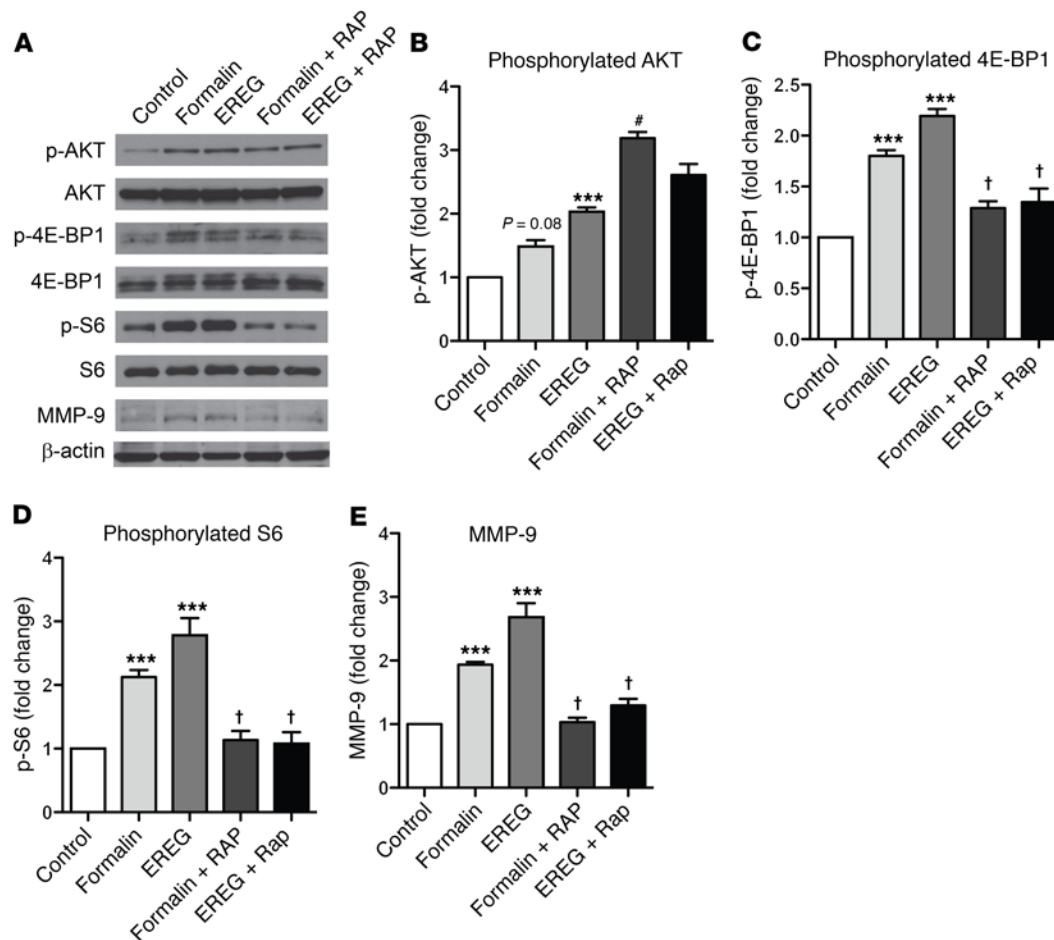 A
Control
Formalin
EREG
Formalin + RAP
EREG + RAP
p-AKT
AKT
p-4E-BP1
4E-BP1
p-S6
S6
MMP-9
β-actin
B
Phosphorylated AKT
p-AKT (fold change)
4
3
2
1
0
P = 0.08
***
#
Control
Formalin
EREG
Formalin + RAP
EREG + Rap
C
Phosphorylated 4E-BP1
p-4E-BP1 (fold change)
2.5
2.0
1.5
1.0
0.5
0.0
***
***
†
†
Control
Formalin
EREG
Formalin + RAP
EREG + Rap
D
Phosphorylated S6
p-S6 (fold change)
4
3
2
1
0
***
***
†
†
Control
Formalin
EREG
Formalin + RAP
EREG + Rap
E
MMP-9
MMP-9 (fold change)
4
3
2
1
0
***
***
†
†
Control
Formalin
EREG
Formalin + RAP
EREG + Rap